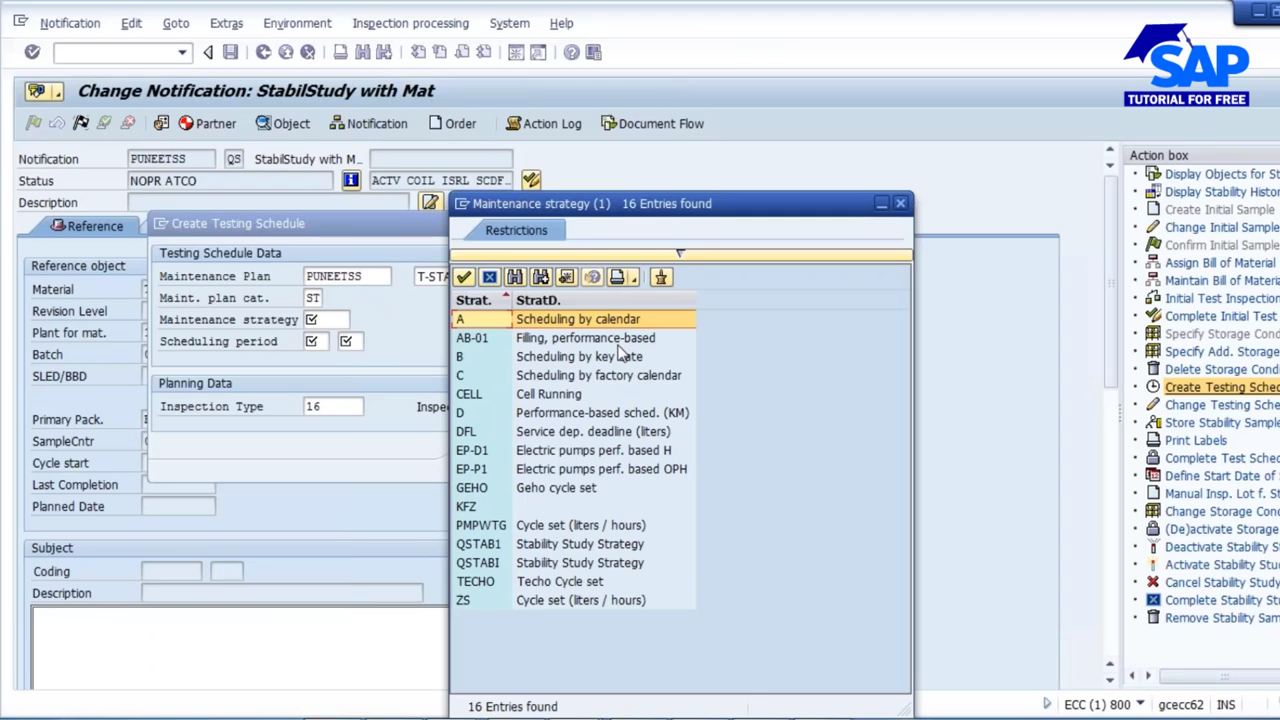 Notification Edit Goto Extras Environment Inspection processing System Help
SAP
TUTORIAL FOR FREE
Change Notification: StabilStudy with Mat
Partner Object Notification Order Action Log Document Flow
Notification PUNEETSS QS StabilStudy with M…
Status NOPR ATCO ACTV COIL ISRL SCDF…
Description
Reference
Reference object
Material
Revision Level
Plant for mat.
Batch
SLED/BBD
Primary Pack.
SampleCntr
Cycle start
Last Completion
Planned Date
Subject
Coding
Description
Create Testing Schedule
Testing Schedule Data
Maintenance Plan PUNEETSS T-STA
Maint. plan cat. ST
Maintenance strategy
Scheduling period
Planning Data
Inspection Type 16 Inspe
Maintenance strategy (1) 16 Entries found
Restrictions
Strat. StratD.
A Scheduling by calendar
AB-01 Filling, performance-based
B Scheduling by key date
C Scheduling by factory calendar
CELL Cell Running
D Performance-based sched. (KM)
DFL Service dep. deadline (liters)
EP-D1 Electric pumps perf. based H
EP-P1 Electric pumps perf. based OPH
GEHO Geho cycle set
KFZ
PMPWTG Cycle set (liters / hours)
QSTAB1 Stability Study Strategy
QSTABI Stability Study Strategy
TECHO Techo Cycle set
ZS Cycle set (liters / hours)
16 Entries found
Action box
Display Objects for St
Display Stability Histo
Create Initial Sample
Change Initial Sample
Confirm Initial Sample
Assign Bill of Material
Maintain Bill of Materi
Initial Test Inspection
Complete Initial Test
Specify Storage Condi
Specify Add. Storage
Delete Storage Condi
Create Testing Sched
Change Testing Sche
Store Stability Sample
Print Labels
Complete Test Sched
Define Start Date of S
Manual Insp. Lot f. St
Change Storage Cond
(De)activate Storage
Deactivate Stability S
Activate Stability Stu
Cancel Stability Study
Complete Stability Stu
Remove Stability Sam
ECC (1) 800 gcecc62 INS